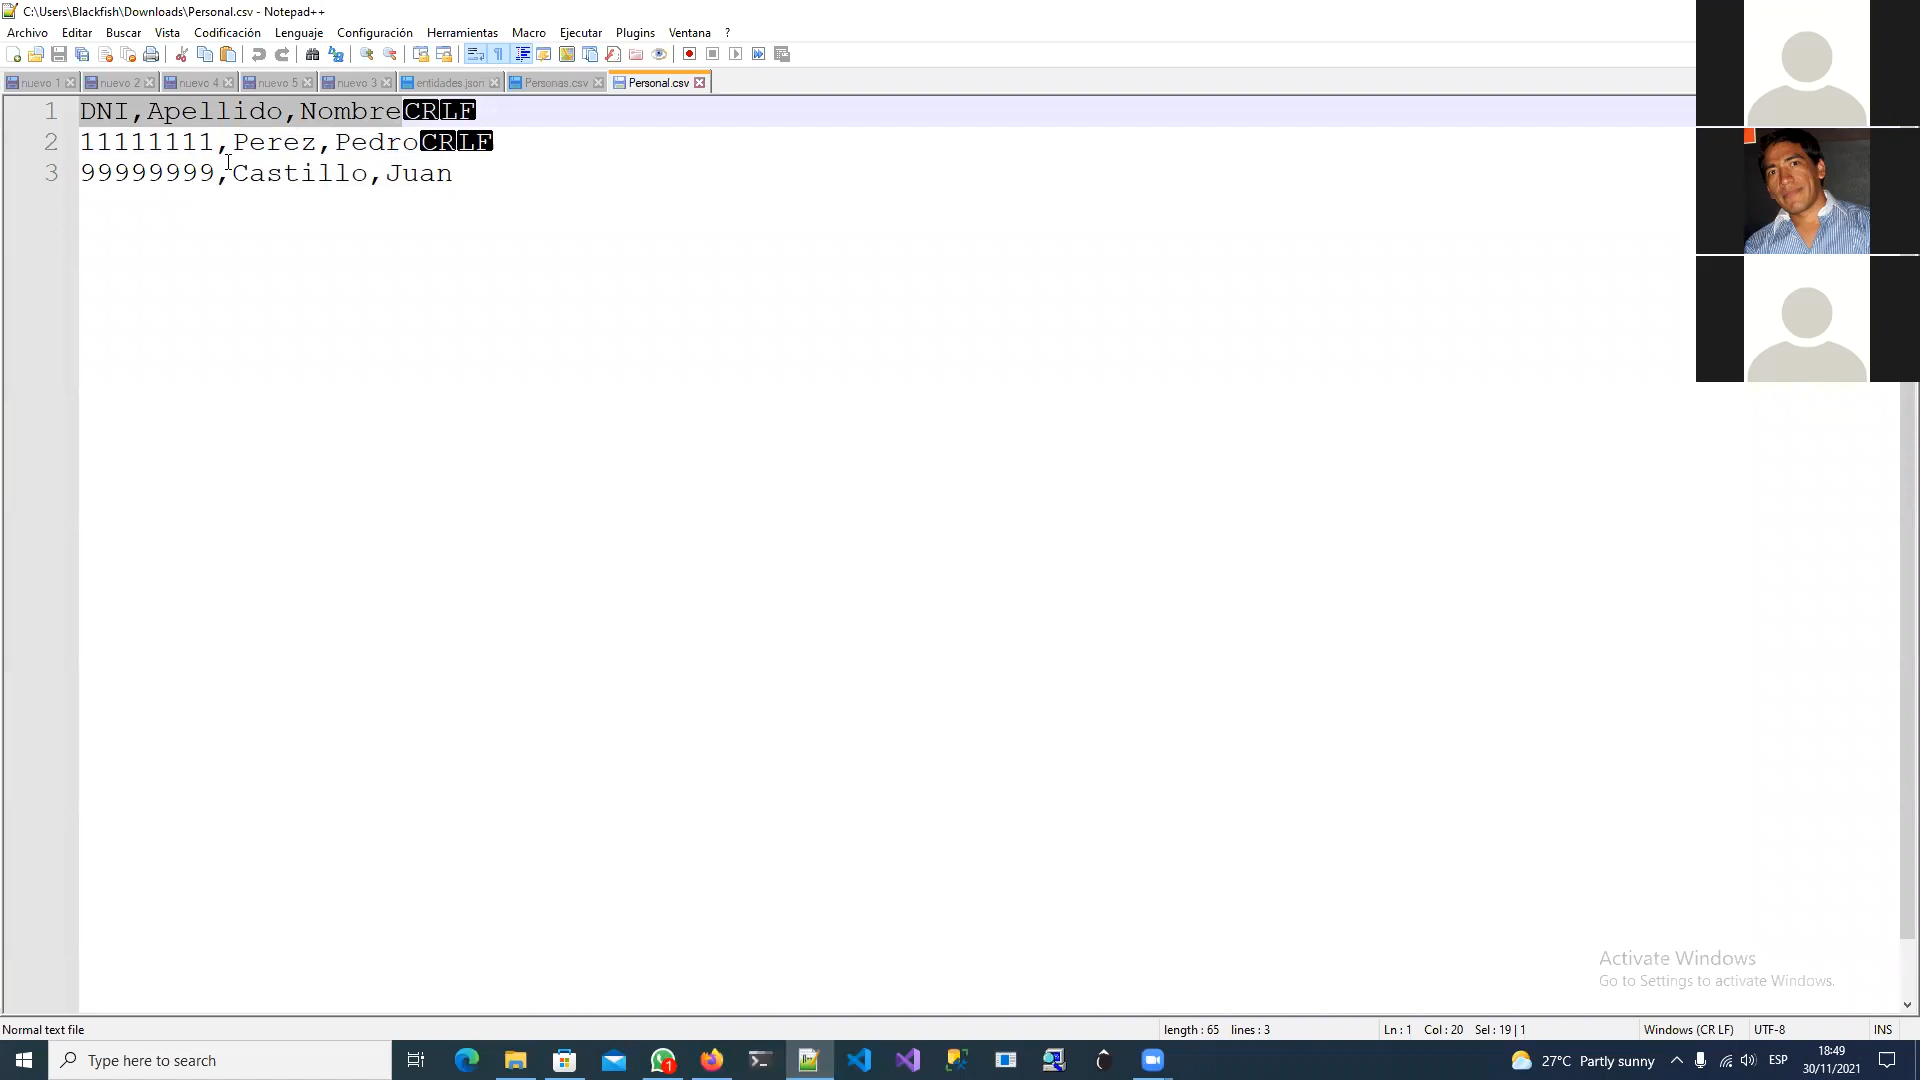 C:\Users\Blackfish\Downloads\Personal.csv - Notepad++
Archivo Editar Buscar Vista Codificación Lenguaje Configuración Herramientas Macro Ejecutar Plugins Ventana ?
nuevo 1 nuevo 2 nuevo 4 nuevo 5 nuevo 3 entidades.json Personas.csv Personal.csv
1 DNI,Apellido,NombreCRLF
2 11111111,Perez,PedroCRLF
3 99999999,Castillo,Juan
Activate Windows
Go to Settings to activate Windows.
Normal text file length : 65 lines : 3 Ln : 1 Col : 20 Sel : 19 | 1 Windows (CR LF) UTF-8 INS
Type here to search 1 27°C Partly sunny ESP 18:49
30/11/2021